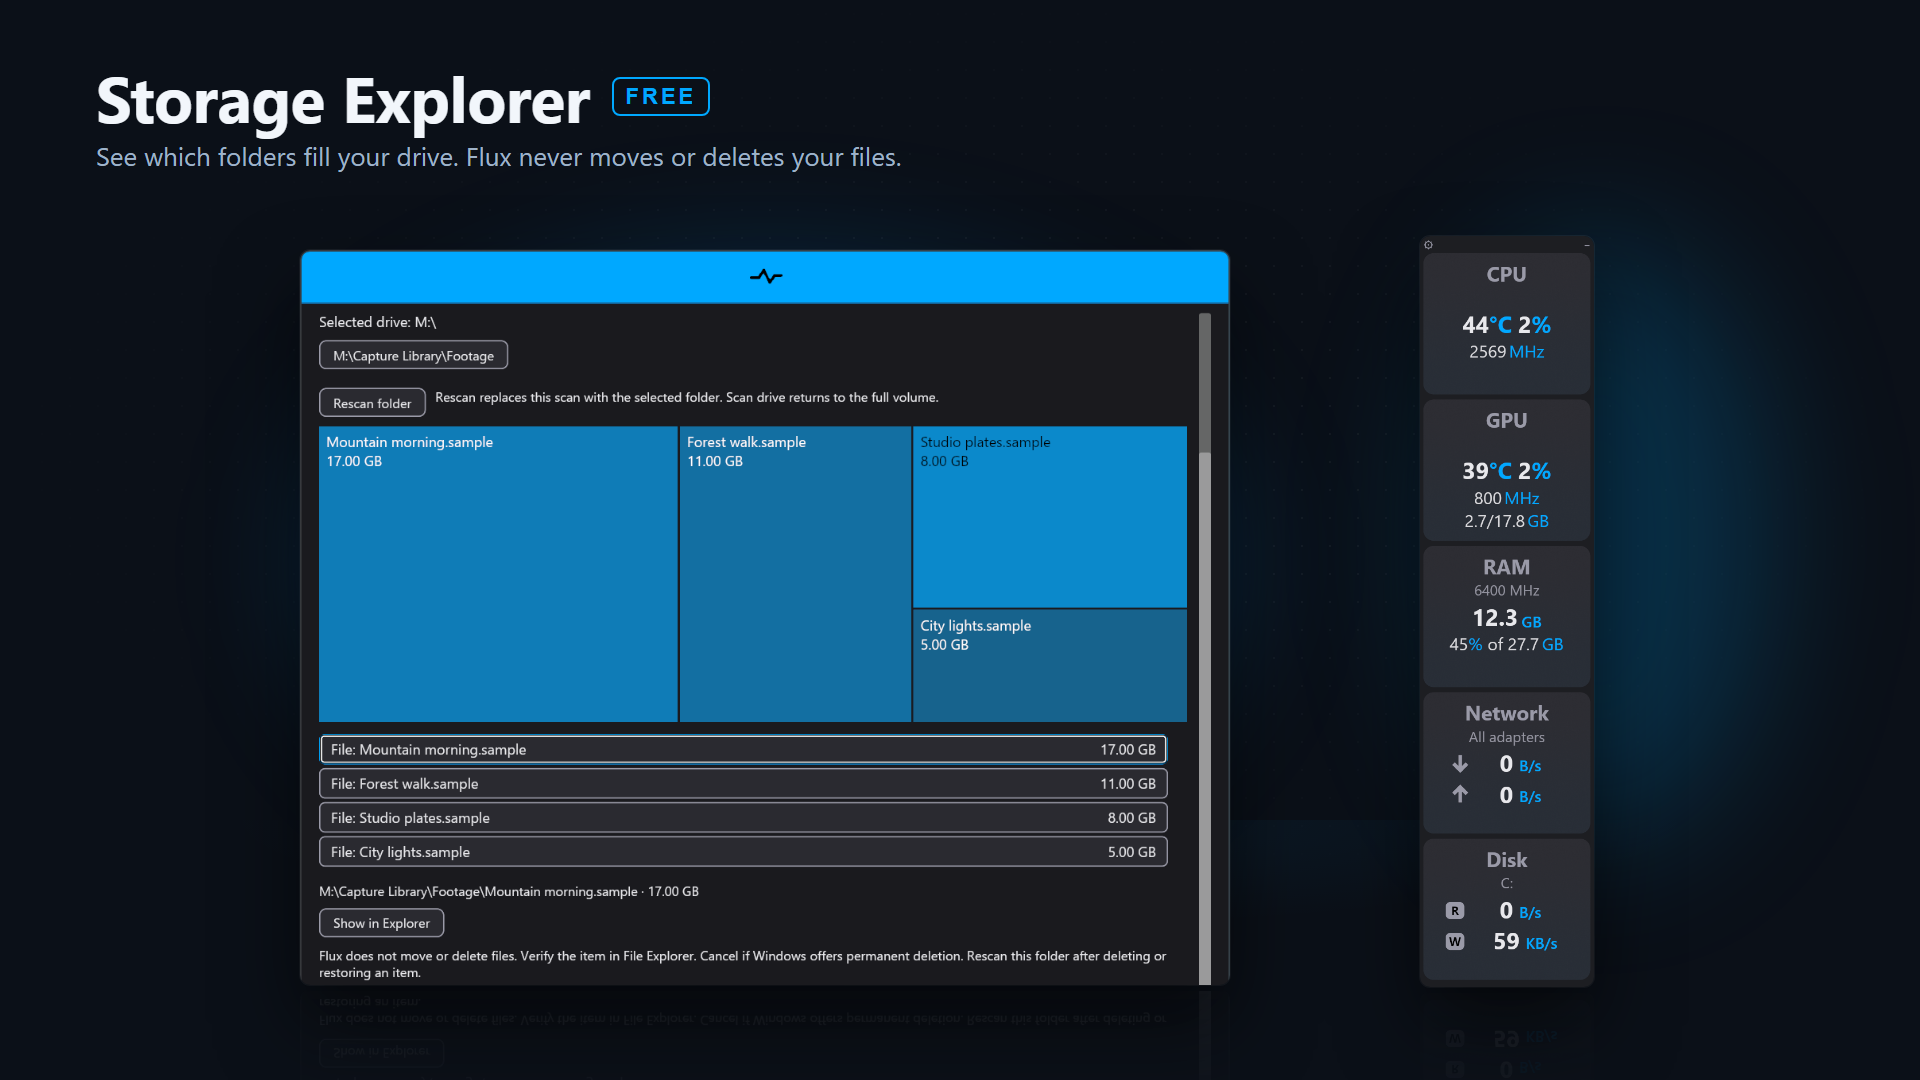 Storage Explorer FREE
See which folders fill your drive. Flux never moves or deletes your files.
Selected drive: M:\
M:\Capture Library\Footage
Rescan folder
Rescan replaces this scan with the selected folder. Scan drive returns to the full volume.
Mountain morning.sample
17.00 GB
Forest walk.sample
11.00 GB
Studio plates.sample
8.00 GB
City lights.sample
5.00 GB
File: Mountain morning.sample 17.00 GB
File: Forest walk.sample 11.00 GB
File: Studio plates.sample 8.00 GB
File: City lights.sample 5.00 GB
M:\Capture Library\Footage\Mountain morning.sample · 17.00 GB
Show in Explorer
Flux does not move or delete files. Verify the item in File Explorer. Cancel if Windows offers permanent deletion. Rescan this folder after deleting or
restoring an item.
CPU
44°C 2%
2569 MHz
GPU
39°C 2%
800 MHz
2.7/17.8 GB
RAM
6400 MHz
12.3 GB
45% of 27.7 GB
Network
All adapters
0 B/s
0 B/s
Disk
C:
R 0 B/s
W 59 KB/s